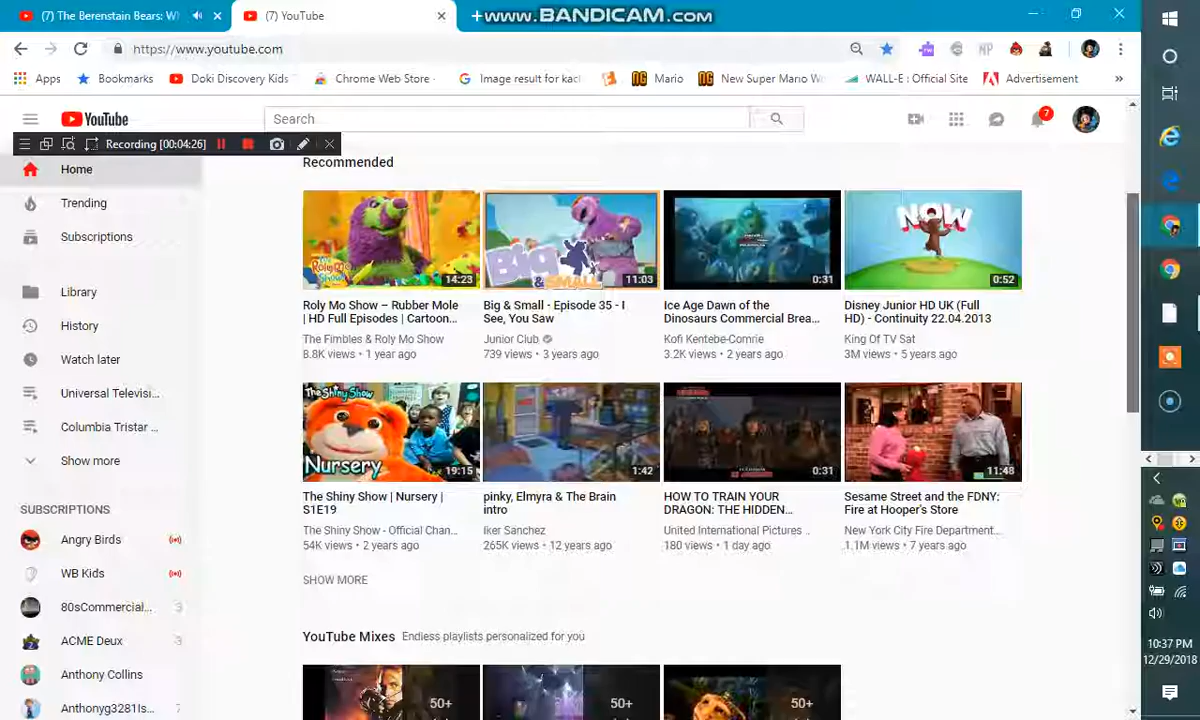 (7) The Berenstain Bears: W
(7) YouTube
www.BANDICAM.com
https://www.youtube.com
Apps
Bookmarks
Doki Discovery Kids
Chrome Web Store
Image result for kac
Mario
New Super Mario W
WALL-E : Official Site
Advertisement
»
YouTube
Search
7
Recording [00:04:26]
Home
Trending
Subscriptions
Library
History
Watch later
Universal Televisi...
Columbia Tristar ...
Show more
SUBSCRIPTIONS
Angry Birds
WB Kids
80sCommercial... 3
ACME Deux 3
Anthony Collins
Anthonyg3281Is... 7
Recommended
14:23
Big & Small
11:03
0:31
NOW
0:52
Roly Mo Show – Rubber Mole
| HD Full Episodes | Cartoon...
The Fimbles & Roly Mo Show
8.8K views • 1 year ago
Big & Small - Episode 35 - I
See, You Saw
Junior Club
739 views • 3 years ago
Ice Age Dawn of the
Dinosaurs Commercial Brea...
Kofi Kentebe-Comrie
3.2K views • 2 years ago
Disney Junior HD UK (Full
HD) - Continuity 22.04.2013
King Of TV Sat
3M views • 5 years ago
The Shiny Show
Nursery
19:15
1:42
0:31
11:48
The Shiny Show | Nursery |
S1E19
The Shiny Show - Official Chan...
54K views • 2 years ago
pinky, Elmyra & The Brain
intro
Iker Sanchez
265K views • 12 years ago
HOW TO TRAIN YOUR
DRAGON: THE HIDDEN...
United International Pictures ..
180 views • 1 day ago
Sesame Street and the FDNY:
Fire at Hooper's Store
New York City Fire Department...
1.1M views • 7 years ago
SHOW MORE
YouTube Mixes Endless playlists personalized for you
50+
50+
50+
10:37 PM
12/29/2018